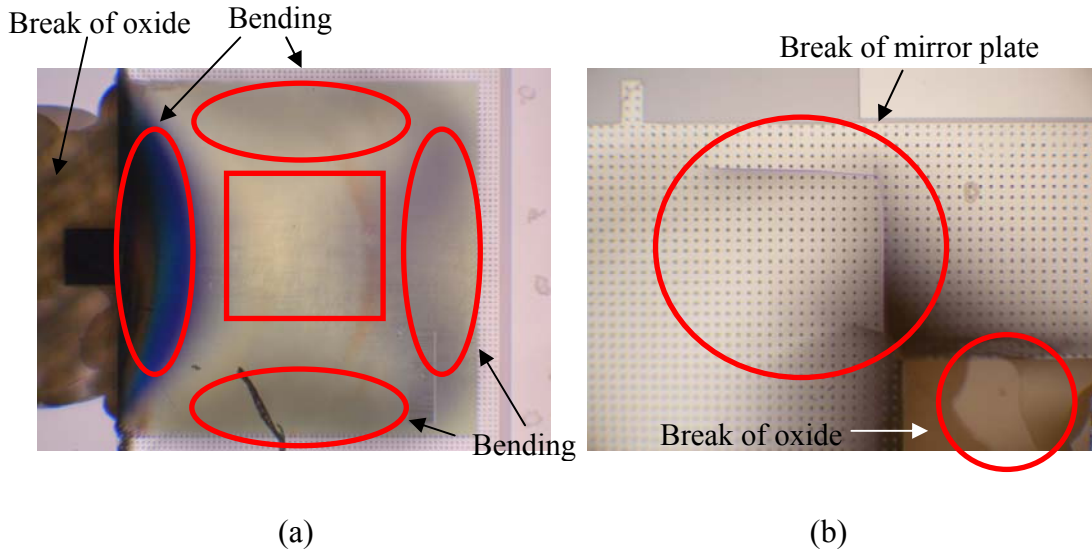 Break of oxide
Bending
Bending
Break of mirror plate
Break of oxide
(a)
(b)